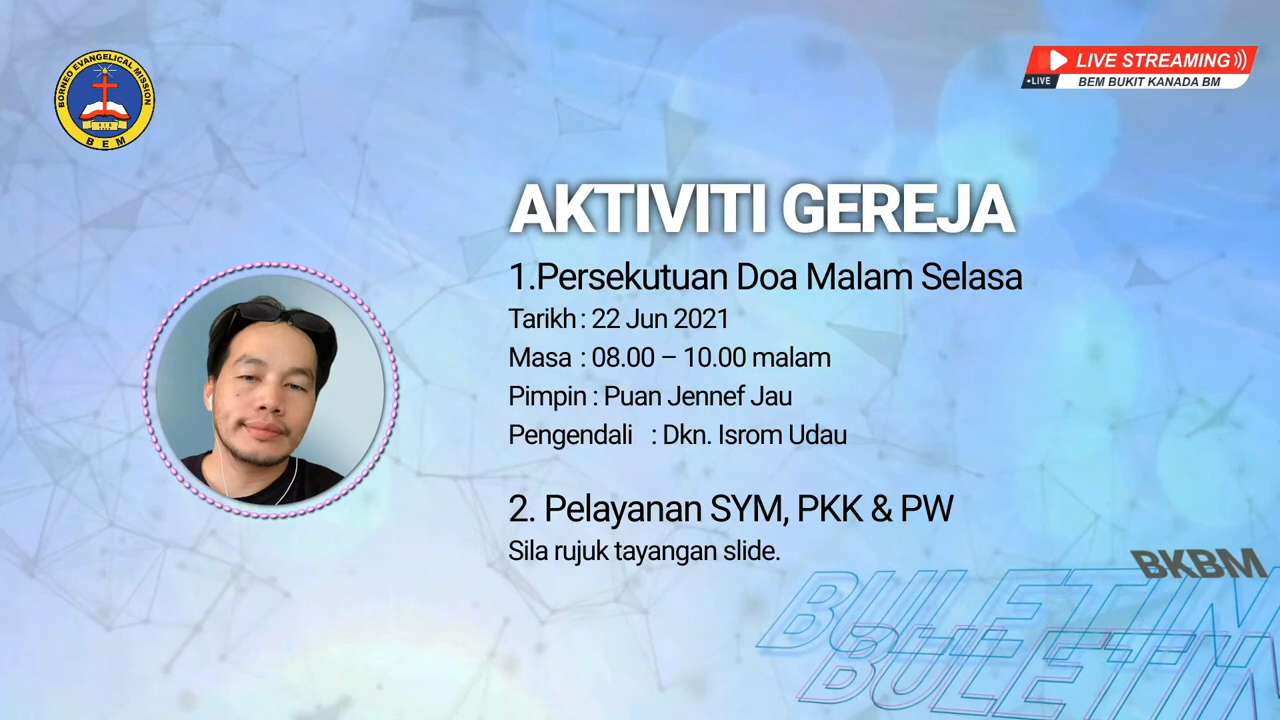 BORNEO EVANGELICAL MISSION
BEM
LIVE STREAMING
•LIVE
BEM BUKIT KANADA BM
AKTIVITI GEREJA
1.Persekutuan Doa Malam Selasa
Tarikh : 22 Jun 2021
Masa : 08.00 – 10.00 malam
Pimpin : Puan Jennef Jau
Pengendali : Dkn. Isrom Udau
2. Pelayanan SYM, PKK & PW
Sila rujuk tayangan slide.
BKBM
BULETIN
BULETIN